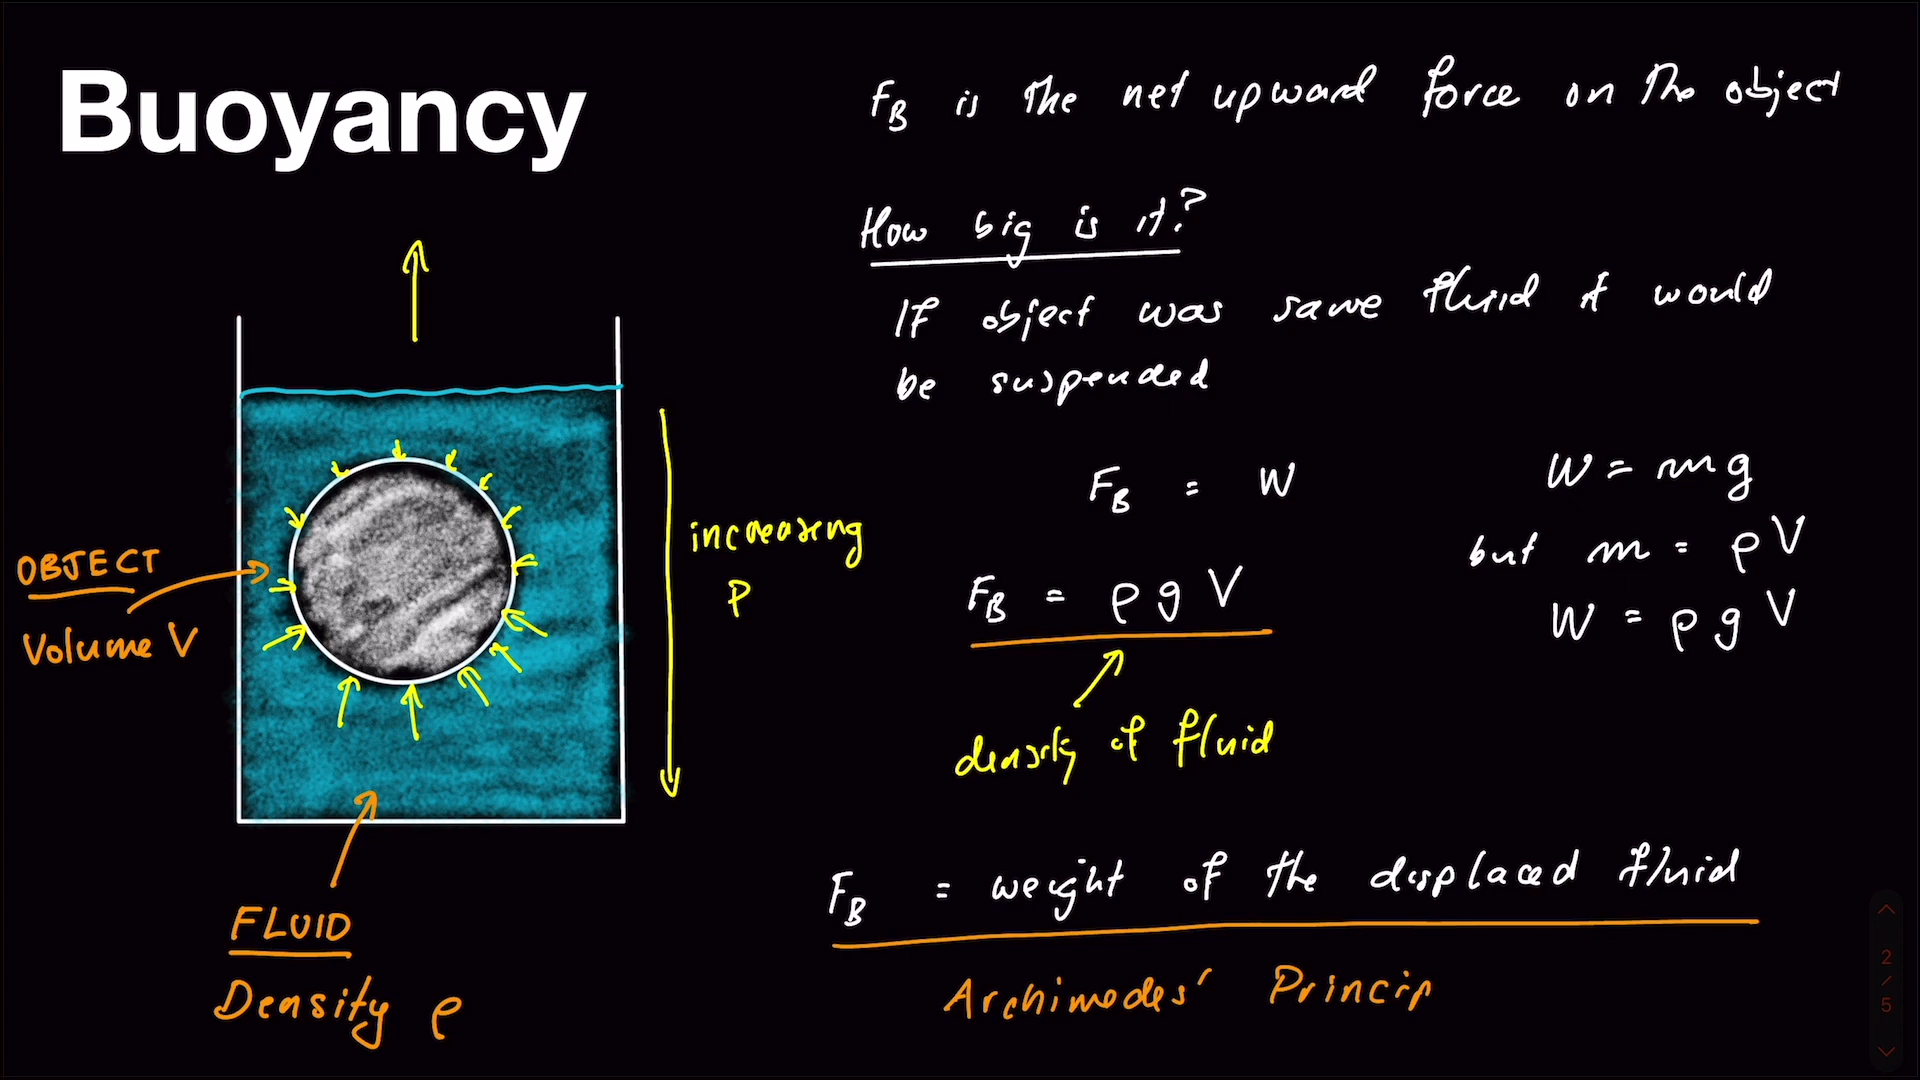 Buoyancy
F_B is the net upward force on the object
How big is it?
If object was same fluid it would
be suspended
F_B = W
W = mg
but m = ρV
F_B = ρ g V
W = ρ g V
density of fluid
increasing
P
OBJECT
Volume V
FLUID
Density ρ
F_B = weight of the displaced fluid
Archimedes' Princip
2
/
5